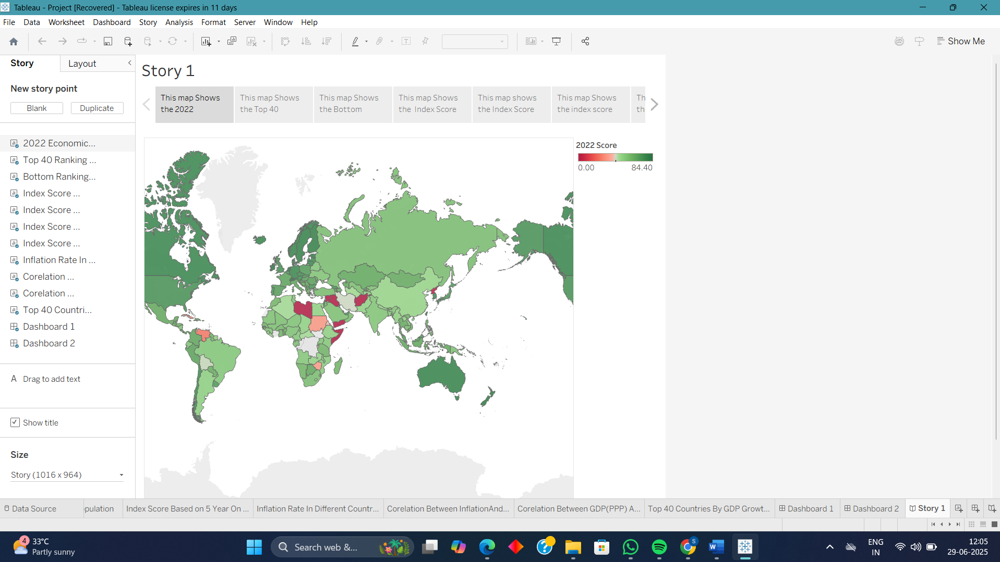 Tableau - Project [Recovered] - Tableau license expires in 11 days
File Data Worksheet Dashboard Story Analysis Format Server Window Help
Show Me
Story
Layout
New story point
Blank
Duplicate
2022 Economic...
Top 40 Ranking ...
Bottom Ranking...
Index Score ...
Index Score ...
Index Score ...
Index Score ...
Inflation Rate In ...
Corelation ...
Corelation ...
Top 40 Countri...
Dashboard 1
Dashboard 2
A Drag to add text
Show title
Size
Story (1016 x 964)
Story 1
This map Shows
the 2022
This map Shows
the Top 40
This map Shows
the Bottom
This map Shows
the Index Score
This map shows
the Index Score
This map Shows
the index score
Th
th
2022 Score
0.00 84.40
Data Source
pulation
Index Score Based on 5 Year On ...
Inflation Rate In Different Countr...
Corelation Between InflationAnd...
Corelation Between GDP(PPP) A...
Top 40 Countries By GDP Growt...
Dashboard 1
Dashboard 2
Story 1
4
33°C
Partly sunny
Search web &...
S
ENG
IN
12:05
29-06-2025